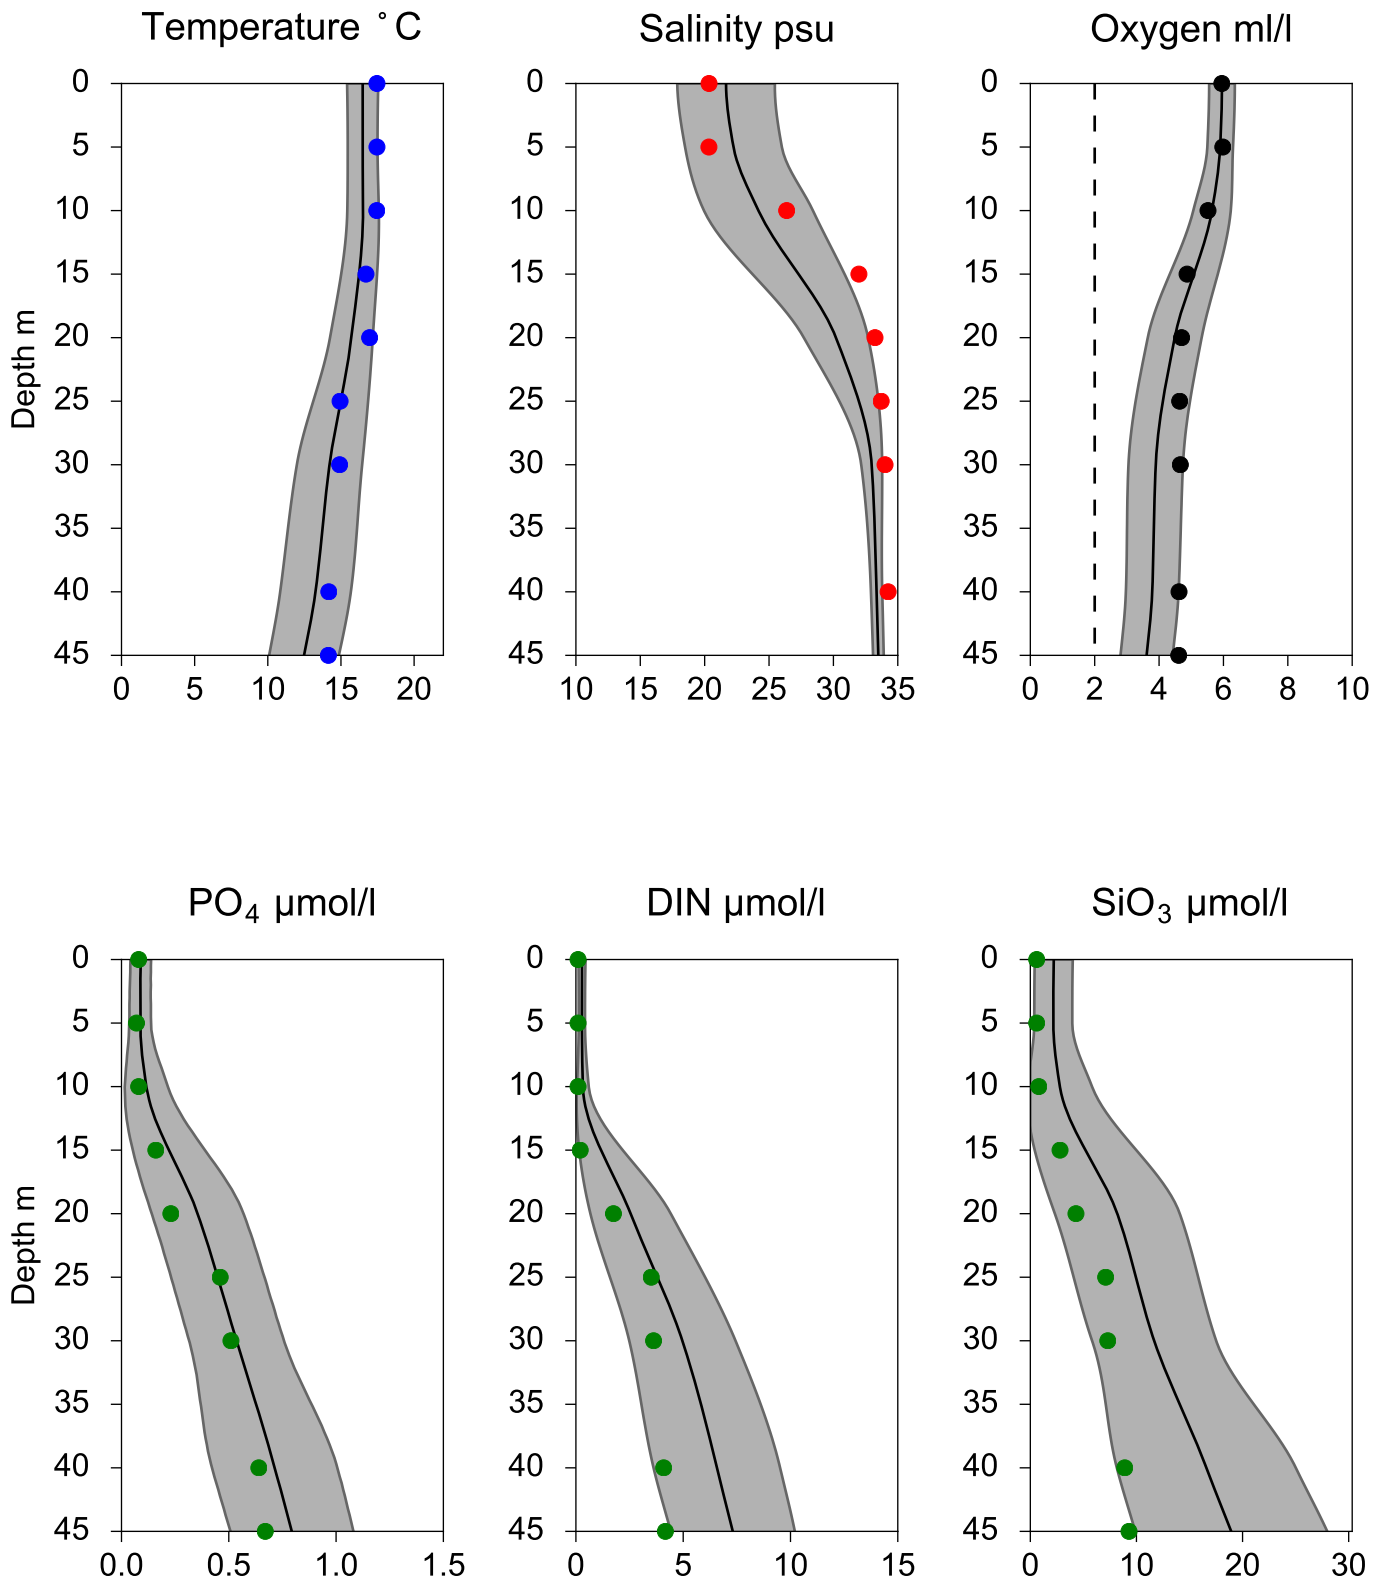 Temperature °C
Salinity psu
Oxygen ml/l
0 5 10 15 20 25 30 35 40 45
Depth m
0 5 10 15 20
0 5 10 15 20 25 30 35 40 45
10 15 20 25 30 35
0 5 10 15 20 25 30 35 40 45
0 2 4 6 8 10
PO4 µmol/l
DIN µmol/l
SiO3 µmol/l
0 5 10 15 20 25 30 35 40 45
Depth m
0.0 0.5 1.0 1.5
0 5 10 15 20 25 30 35 40 45
0 5 10 15
0 5 10 15 20 25 30 35 40 45
0 10 20 30